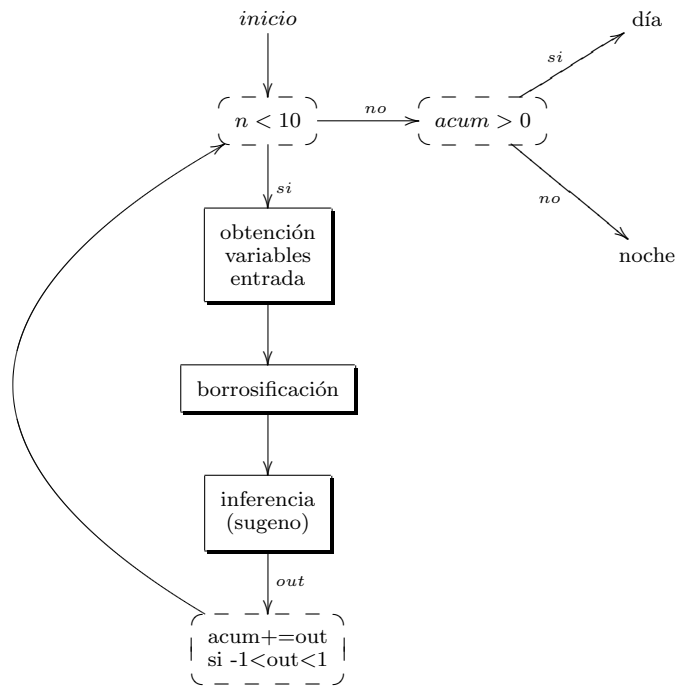 inicio
día
si
n < 10
no
acum > 0
si
no
obtención
variables
entrada
noche
borrosificación
inferencia
(sugeno)
out
acum+=out
si -1<out<1